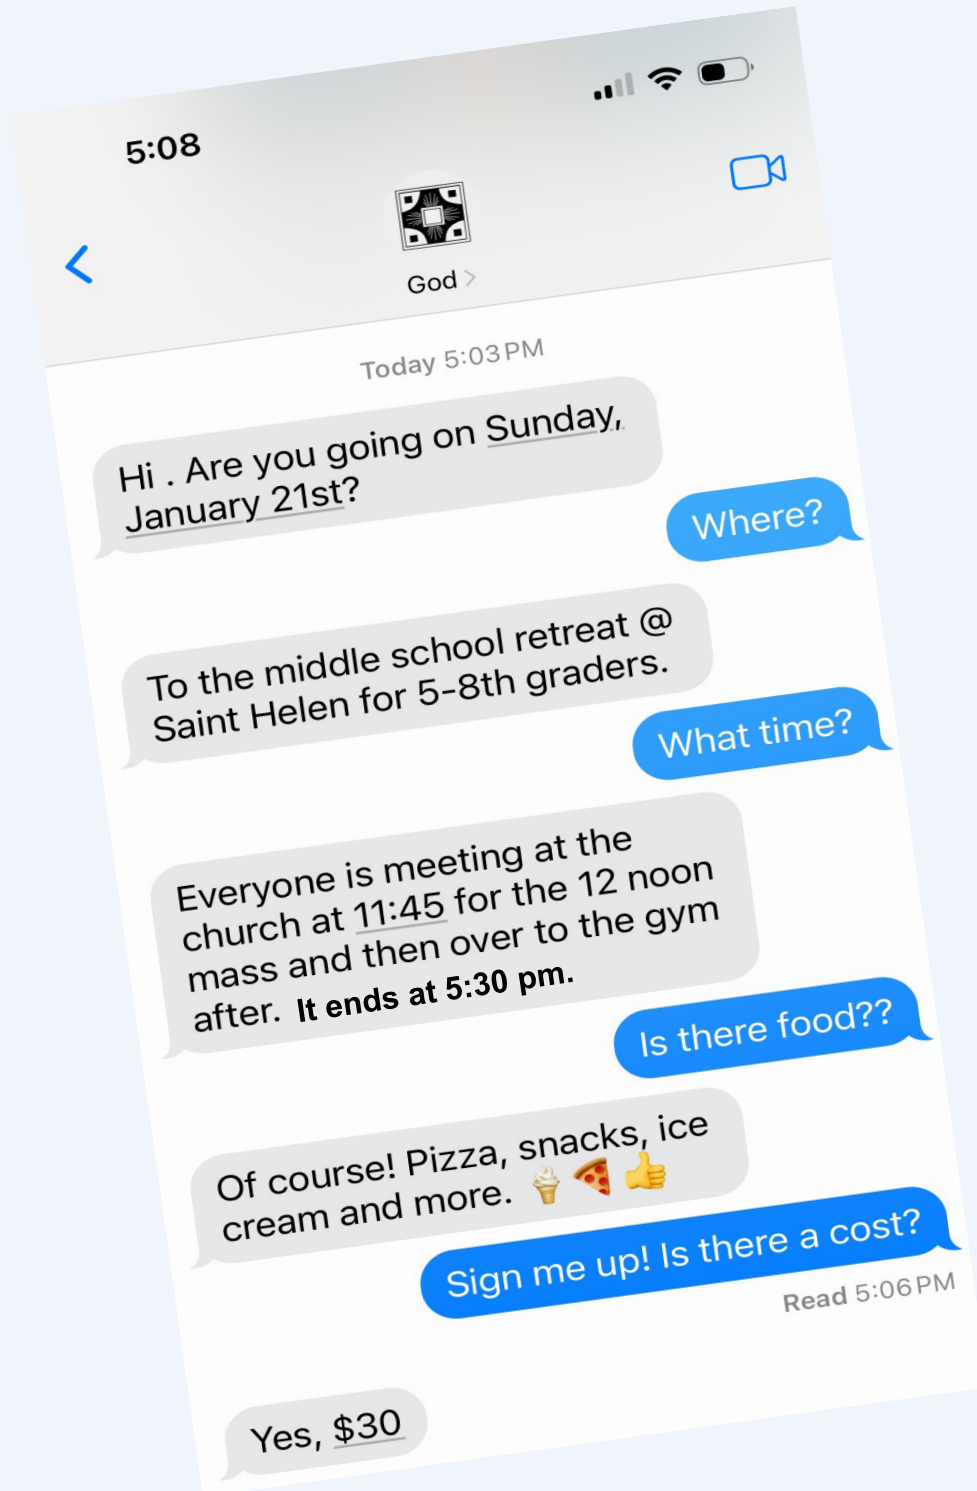 5:08
God
Today 5:03 PM
Hi . Are you going on Sunday,
January 21st?
Where?
To the middle school retreat @
Saint Helen for 5-8th graders.
What time?
Everyone is meeting at the
church at 11:45 for the 12 noon
mass and then over to the gym
after. It ends at 5:30 pm.
Is there food??
Of course! Pizza, snacks, ice
cream and more. 🍦🍕👍
Sign me up! Is there a cost?
Read 5:06 PM
Yes, $30